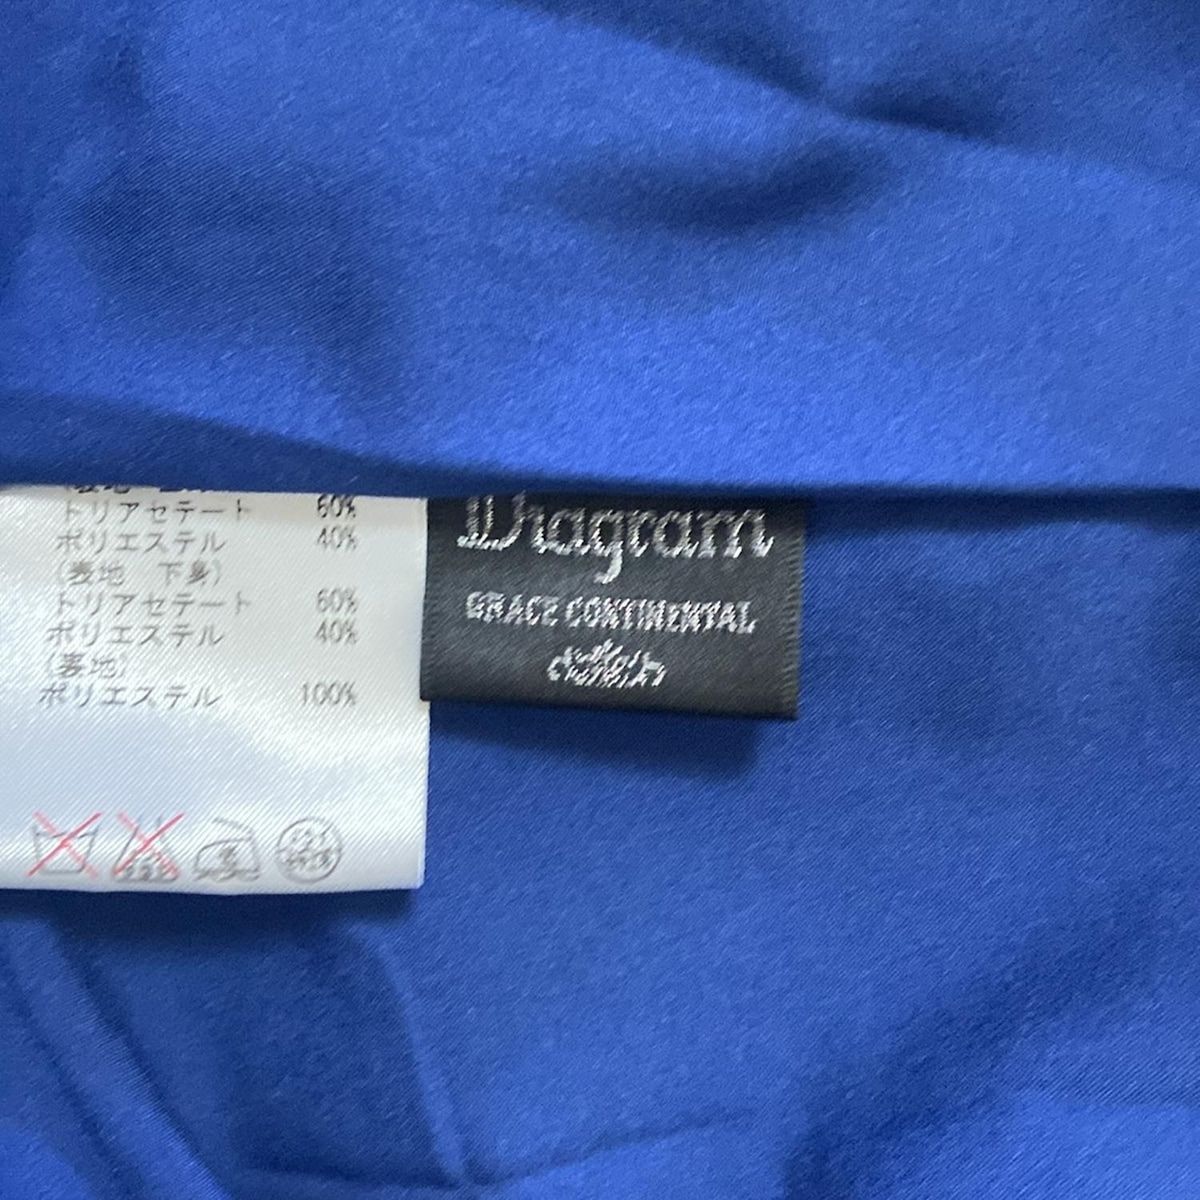 トリアセテート 60%
ポリエステル 40%
(表地 下身)
トリアセテート 60%
ポリエステル 40%
(裏地)
ポリエステル 100%
Diagram
GRACE CONTINENTAL